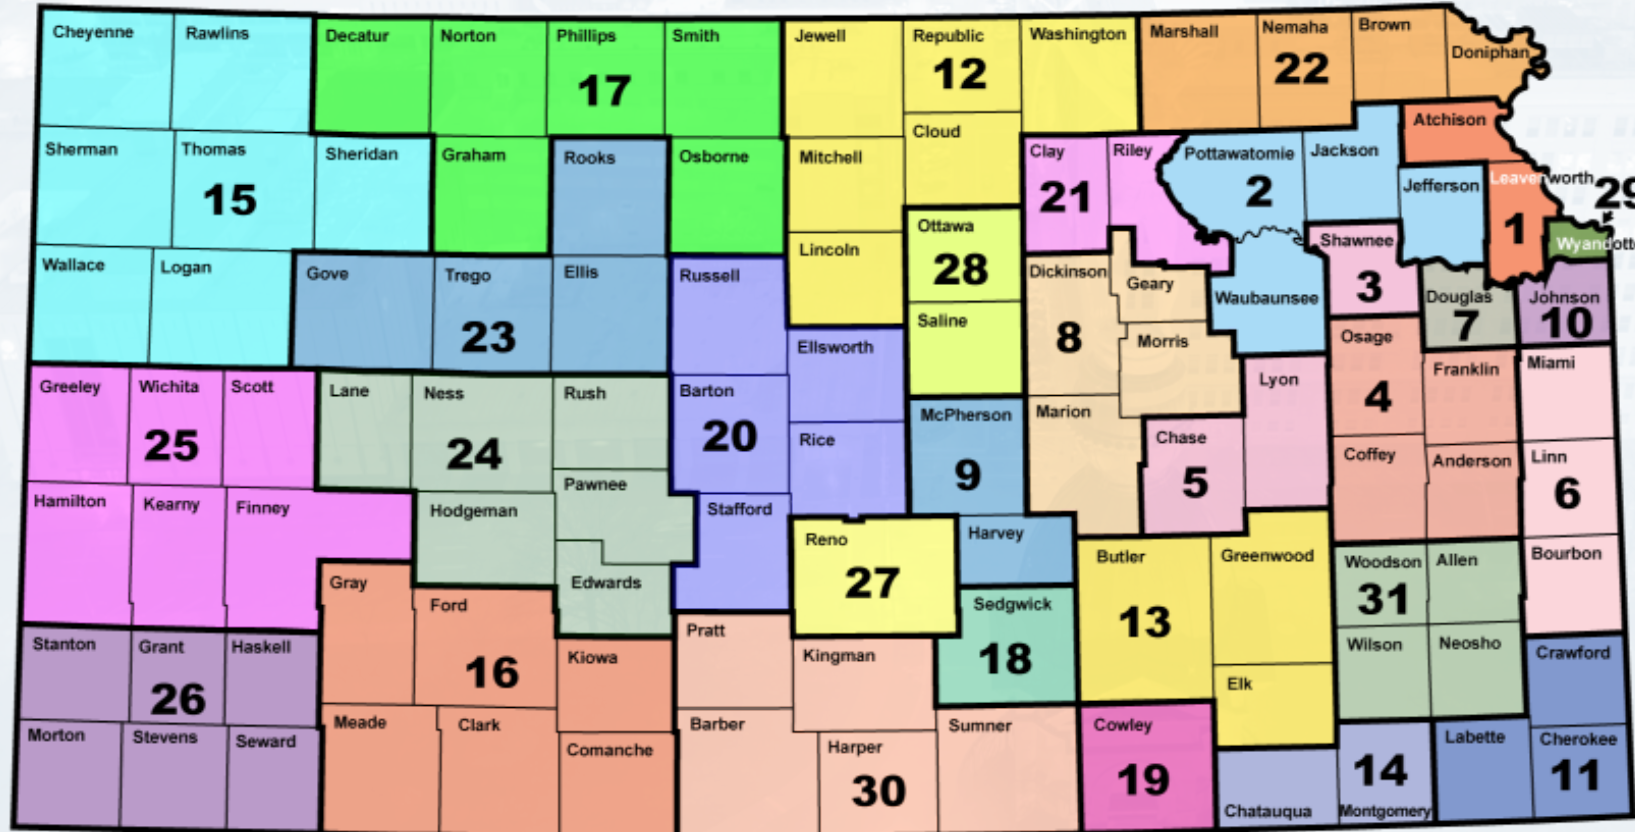 Cheyenne Rawlins Decatur Norton Phillips Smith Jewell Republic Washington Marshall Nemaha Brown Doniphan
17 12 22
Sherman Thomas Sheridan Graham Rooks Osborne Mitchell Cloud Clay Riley Pottawatomie Jackson Atchison
15 21 2 Jefferson Leavenworth 29
Wallace Logan Gove Trego Ellis Russell Lincoln Ottawa Dickinson Geary Waubaunsee Shawnee 1 Wyandotte
23 28 3 Douglas Johnson
Saline 8 Morris 7 10
Ellsworth Osage
Greeley Wichita Scott Lane Ness Rush Barton Rice McPherson Marion Lyon Franklin Miami
25 24 20 9 Chase 4
5 Coffey Anderson Linn
Hamilton Kearny Finney Hodgeman Pawnee Stafford 6
Reno Harvey Butler Greenwood Woodson Allen Bourbon
Gray Ford Edwards 27 Sedgwick 13 31
Stanton Grant Haskell Kiowa Pratt Kingman 18 Wilson Neosho Crawford
26 16 Elk
Morton Stevens Seward Meade Clark Comanche Barber Harper Sumner Cowley Labette Cherokee
30 19 14 11
Chatauqua Montgomery